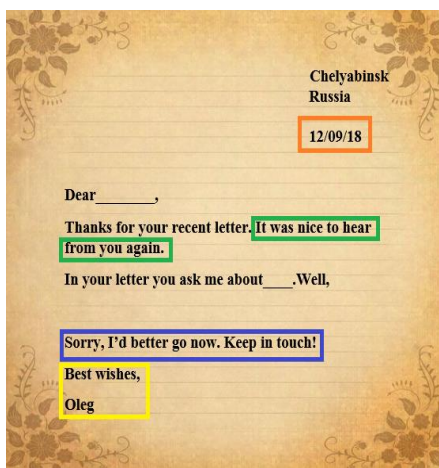 Chelyabinsk
Russia
12/09/18
Dear_______,
Thanks for your recent letter. It was nice to hear
from you again.
In your letter you ask me about____.Well,
Sorry, I’d better go now. Keep in touch!
Best wishes,
Oleg